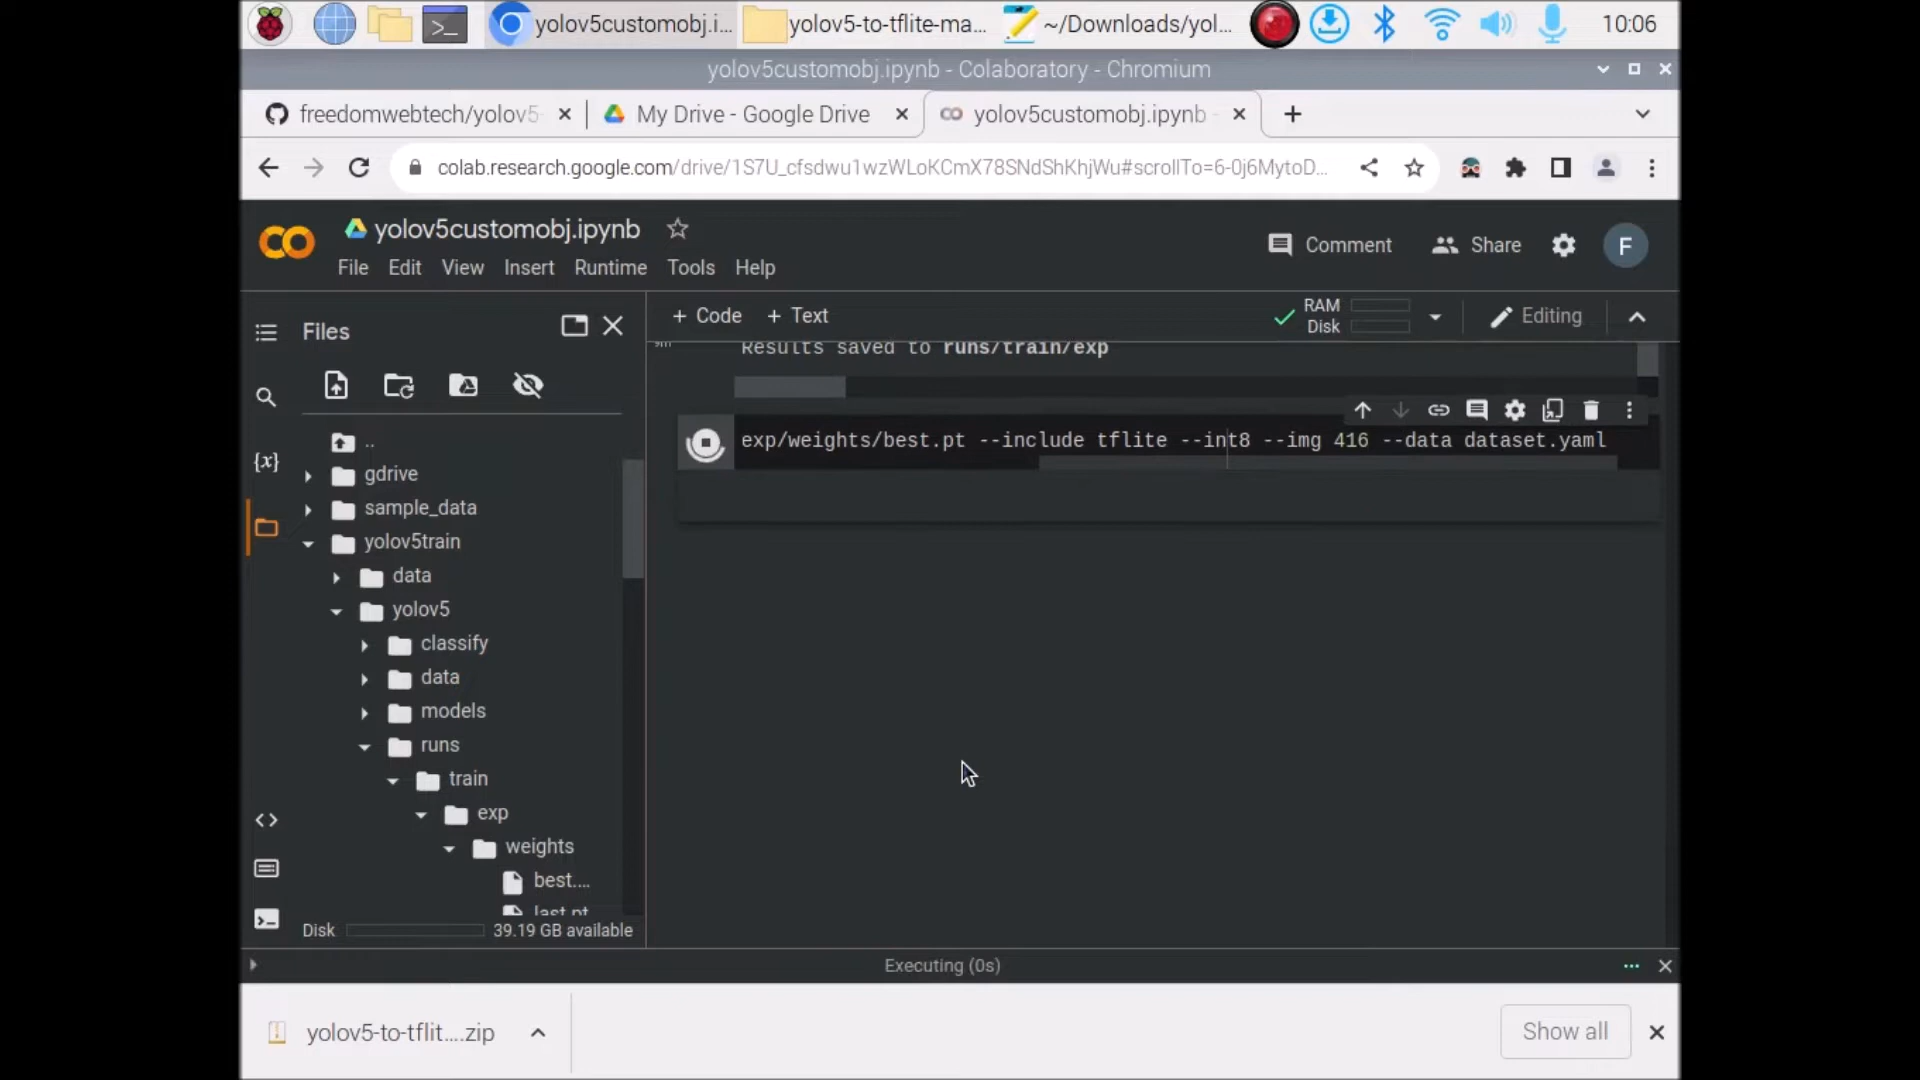 yolov5customobj.i...
yolov5-to-tflite-ma...
~/Downloads/yol...
10:06
yolov5customobj.ipynb - Colaboratory - Chromium
freedomwebtech/yolov5-
My Drive - Google Drive
yolov5customobj.ipynb -
colab.research.google.com/drive/1S7U_cfsdwu1wzWLoKCmX78SNdShKhjWu#scrollTo=6-0j6MytoD...
yolov5customobj.ipynb
Comment
Share
F
File Edit View Insert Runtime Tools Help
Files
+ Code + Text
RAM
Disk
Editing
Results saved to runs/train/exp
exp/weights/best.pt --include tflite --int8 --img 416 --data dataset.yaml
{x}
..
gdrive
sample_data
yolov5train
data
yolov5
classify
data
models
runs
train
exp
weights
best....
last.pt
Disk
39.19 GB available
Executing (0s)
yolov5-to-tflit....zip
Show all